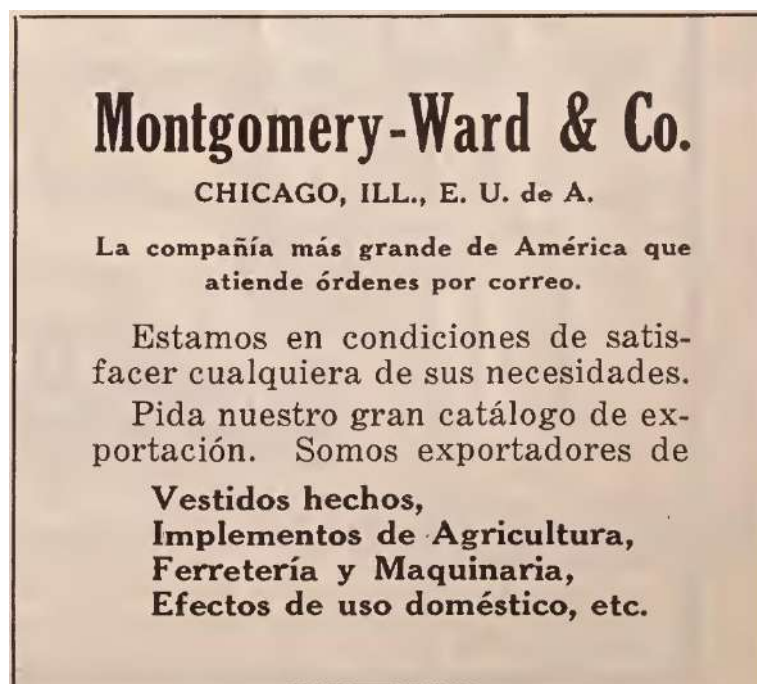 Montgomery-Ward & Co.
CHICAGO, ILL., E. U. de A.
La compañía más grande de América que
atiende órdenes por correo.
Estamos en condiciones de satis-
facer cualquiera de sus necesidades.
Pida nuestro gran catálogo de ex-
portación. Somos exportadores de
Vestidos hechos,
Implementos de Agricultura,
Ferretería y Maquinaria,
Efectos de uso doméstico, etc.